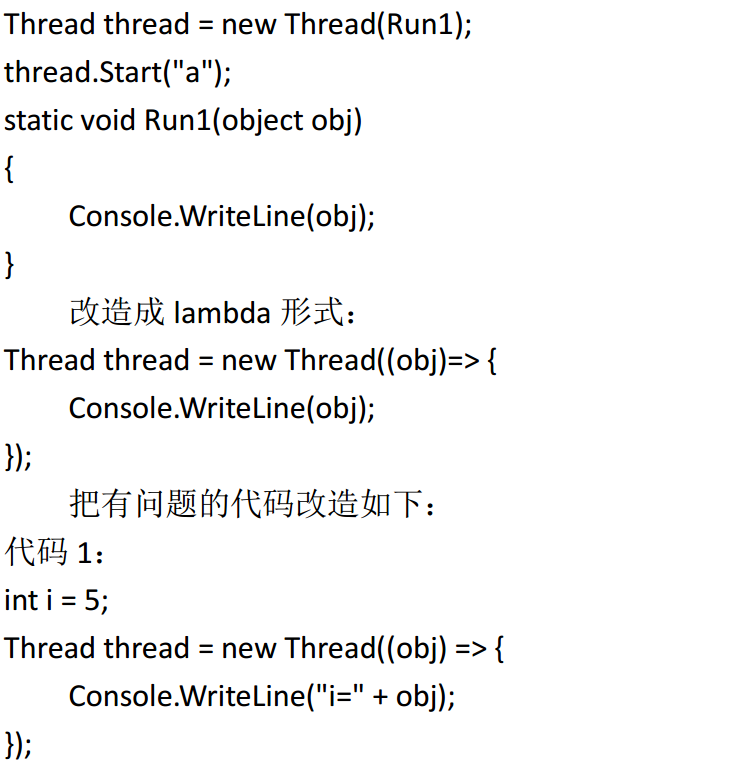 Thread thread = new Thread(Run1);
thread.Start("a");
static void Run1(object obj)
{
Console.WriteLine(obj);
}
改造成 lambda 形式：
Thread thread = new Thread((obj)=> {
Console.WriteLine(obj);
});
把有问题的代码改造如下：
代码 1：
int i = 5;
Thread thread = new Thread((obj) => {
Console.WriteLine("i=" + obj);
});